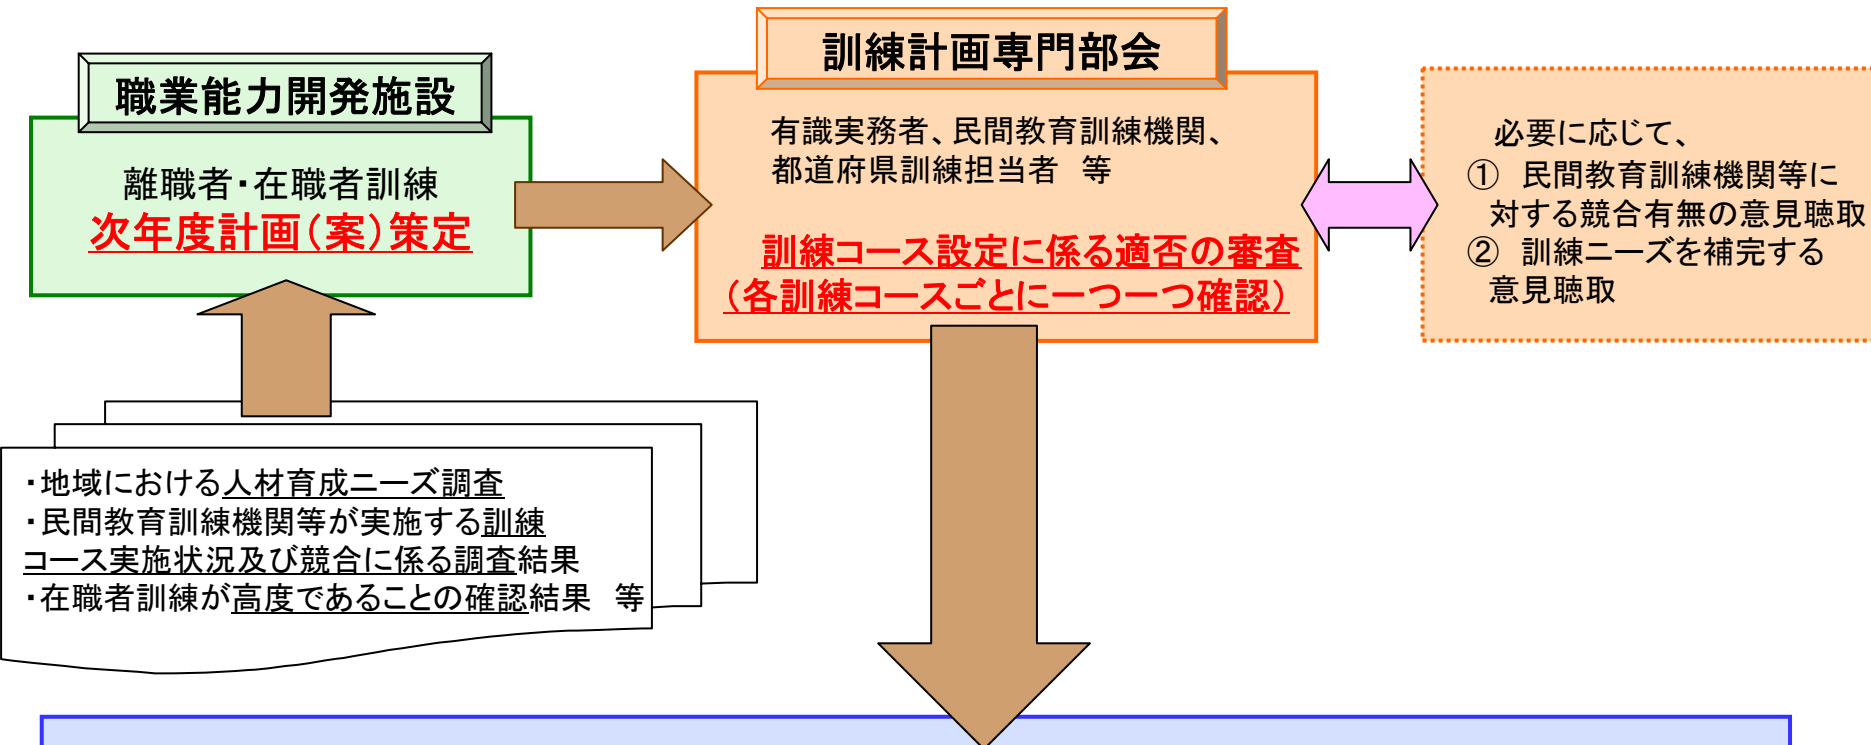 職業能力開発施設
離職者・在職者訓練
次年度計画（案）策定
訓練計画専門部会
有識実務者、民間教育訓練機関、
都道府県訓練担当者　等
訓練コース設定に係る適否の審査
（各訓練コースごとに一つ一つ確認）
必要に応じて、
①　民間教育訓練機関等に
対する競合有無の意見聴取
②　訓練ニーズを補完する
意見聴取
・地域における人材育成ニーズ調査
・民間教育訓練機関等が実施する訓練
コース実施状況及び競合に係る調査結果
・在職者訓練が高度であることの確認結果　等